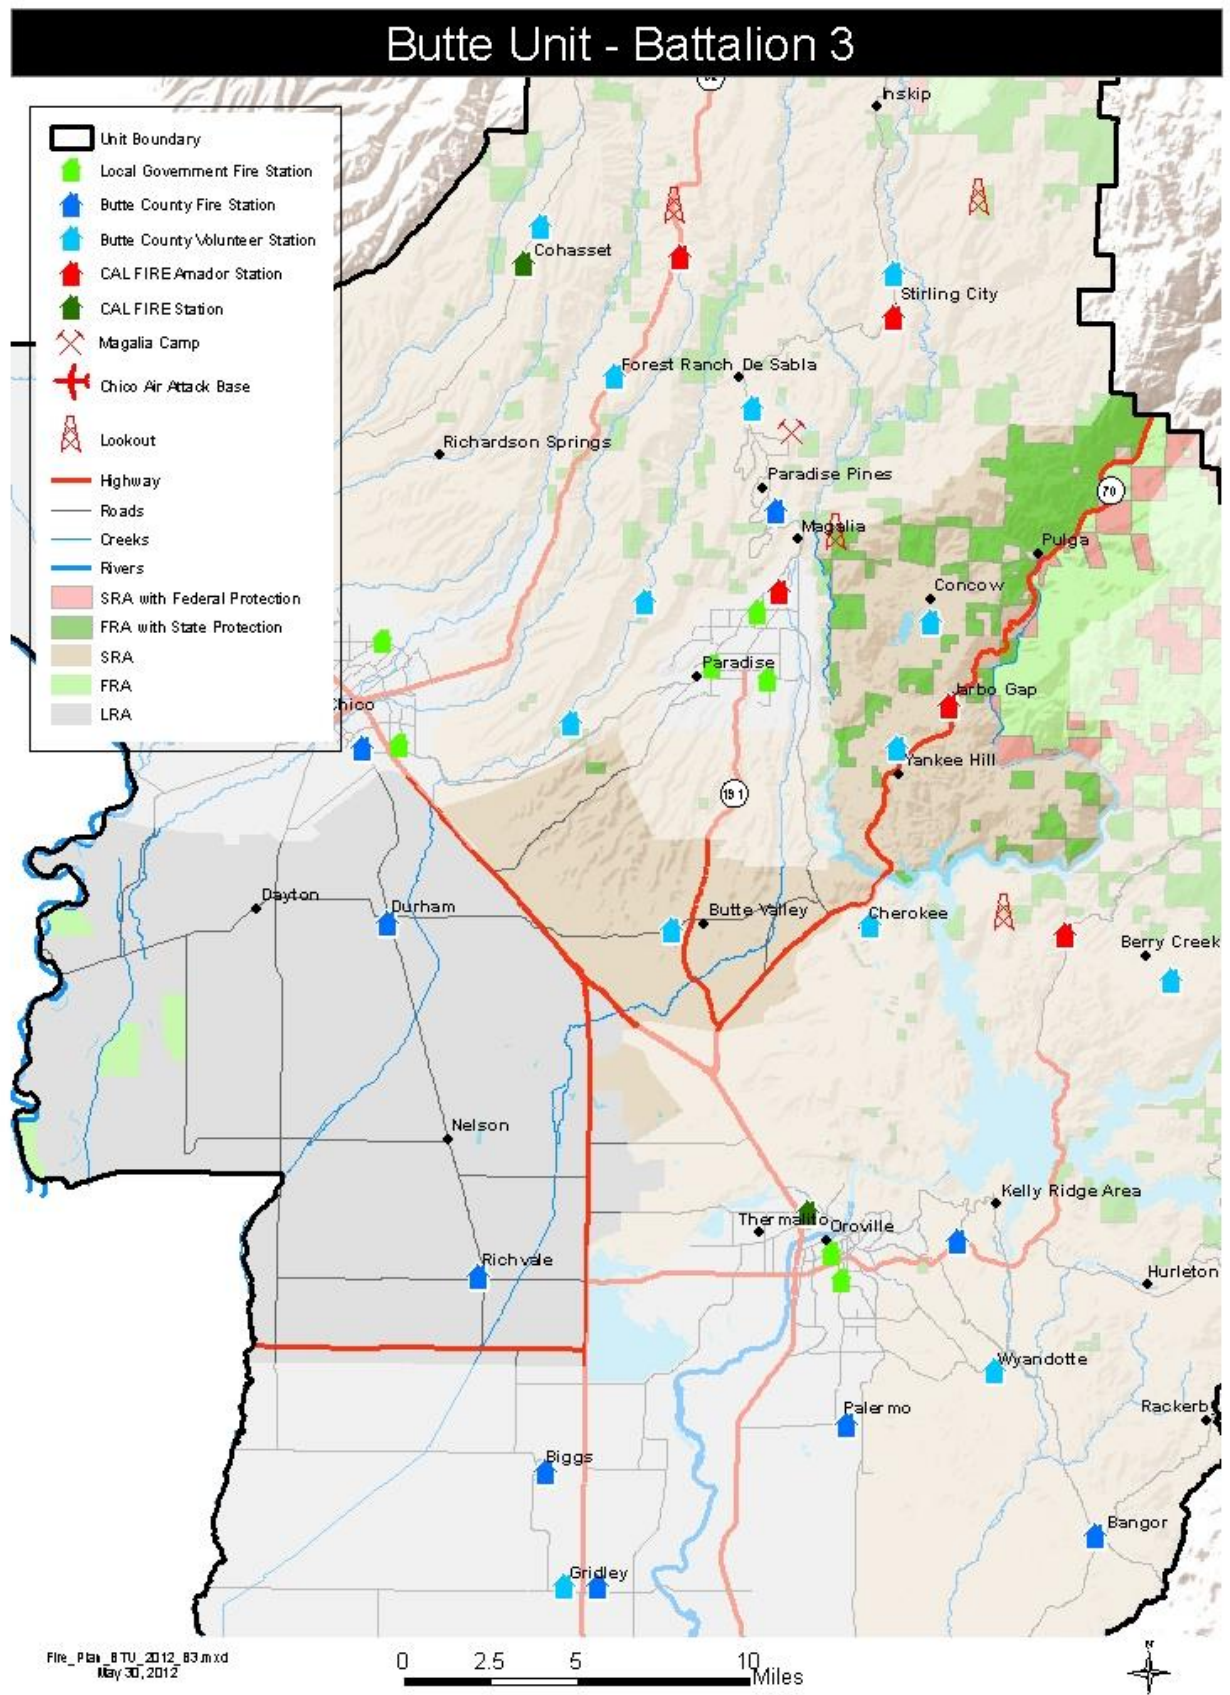 Butte Unit - Battalion 3
Inskip
Unit Boundary
Local Government Fire Station
Butte County Fire Station
Butte County Volunteer Station
CAL FIRE Amador Station
CAL FIRE Station
Magalia Camp
Chico Air Attack Base
Lookout
Highway
Roads
Creeks
Rivers
SRA with Federal Protection
FRA with State Protection
SRA
FRA
LRA
Cohasset
Stirling City
Forest Ranch
De Sabla
Richardson Springs
Paradise Pines
70
Magalia
Pulga
Concow
Paradise
Jarbo Gap
Chico
Yankee Hill
191
Dayton
Durham
Butte Valley
Cherokee
Berry Creek
Nelson
Kelly Ridge Area
Thermalito
Oroville
Richvale
Hurleton
Wyandotte
Palermo
Rackerb
Biggs
Bangor
Gridley
Fire_Plan_BTU_2012_B3.mxd
May 30, 2012
0 2.5 5 10
Miles
N